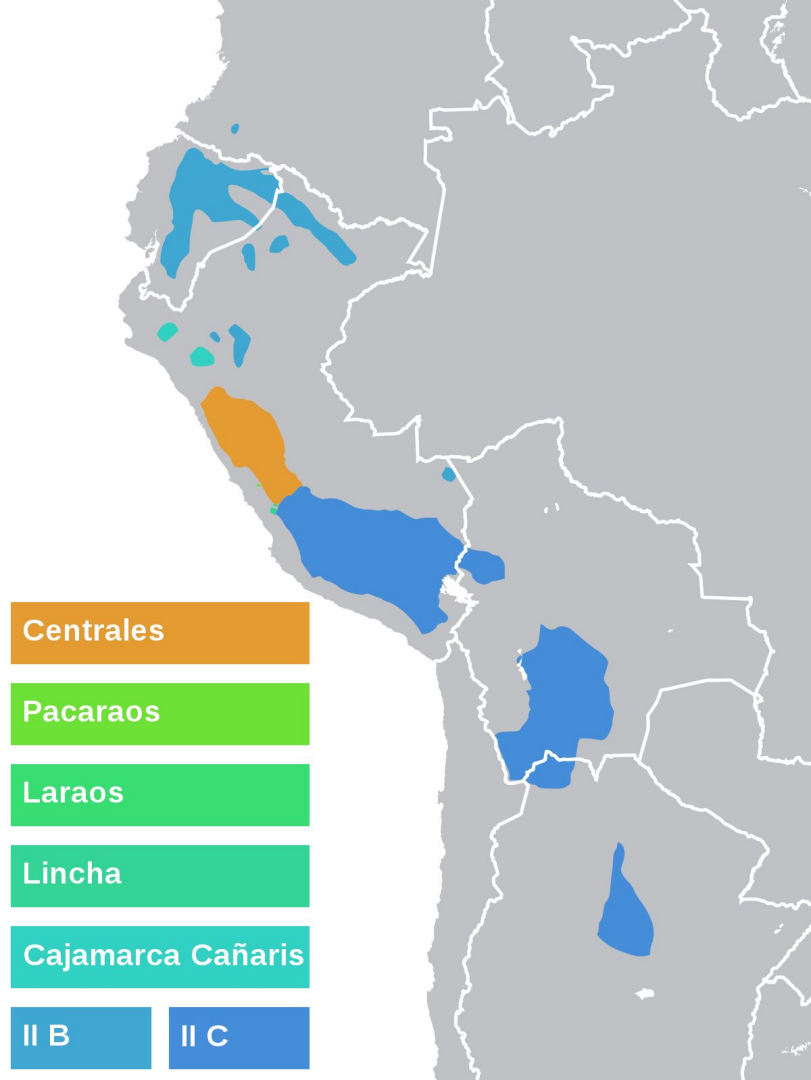 Centrales
Pacaraos
Laraos
Lincha
Cajamarca Cañaris
II B
II C